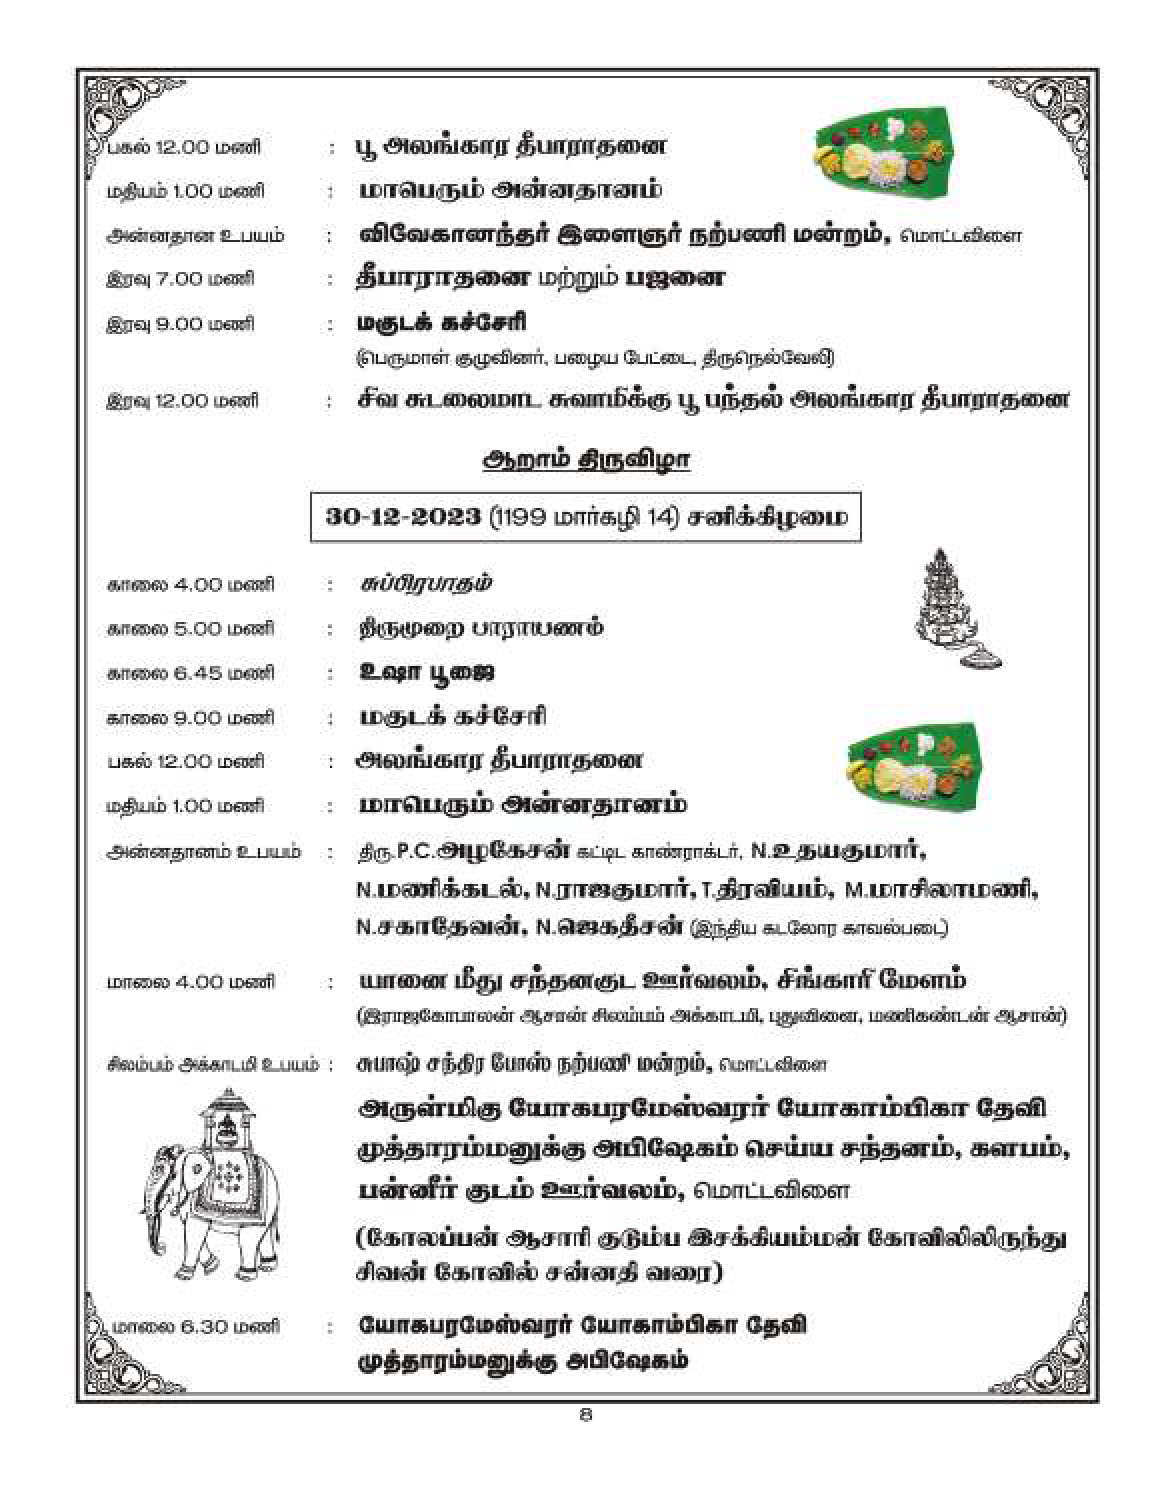 பகல் 12.00 மணி : பூ அலங்கார தீபாராதனை
மதியம் 1.00 மணி : மாபெரும் அன்னதானம்
அன்னதான உபயம் : விவேகானந்தர் இளைஞர் நற்பணி மன்றம், மொட்டவிளை
இரவு 7.00 மணி : தீபாராதனை மற்றும் பஜனை
இரவு 9.00 மணி : மகுடக் கச்சேரி
(பெருமாள் குழுவினர், பழைய பேட்டை, திருநெல்வேலி)
இரவு 12.00 மணி : சிவ சுடலைமாட சுவாமிக்கு பூ பந்தல் அலங்கார தீபாராதனை
ஆறாம் திருவிழா
30-12-2023 (1199 மார்கழி 14) சனிக்கிழமை
காலை 4.00 மணி : சுப்பிரபாதம்
காலை 5.00 மணி : திருமுறை பாராயணம்
காலை 6.45 மணி : உஷா பூஜை
காலை 9.00 மணி : மகுடக் கச்சேரி
பகல் 12.00 மணி : அலங்கார தீபாராதனை
மதியம் 1.00 மணி : மாபெரும் அன்னதானம்
அன்னதானம் உபயம் : திரு.P.C.அழகேசன் கட்டிட காண்ராக்டர், N.உதயகுமார்,
N.மணிக்கடல், N.ராஜகுமார், T.திரவியம், M.மாசிலாமணி,
N.சகாதேவன், N.ஜெகதீசன் (இந்திய கடலோர காவல்படை)
மாலை 4.00 மணி : யானை மீது சந்தனகுட ஊர்வலம், சிங்காரி மேளம்
(இராஜகோபாலன் ஆசான் சிலம்பம் அக்காடமி, புதுவிளை, மணிகண்டன் ஆசான்)
சிலம்பம் அக்காடமி உபயம் : சுபாஷ் சந்திர போஸ் நற்பணி மன்றம், மொட்டவிளை
அருள்மிகு யோகபரமேஸ்வரர் யோகாம்பிகா தேவி
முத்தாரம்மனுக்கு அபிஷேகம் செய்ய சந்தனம், களபம்,
பன்னீர் குடம் ஊர்வலம், மொட்டவிளை
(கோலப்பன் ஆசாரி குடும்ப இசக்கியம்மன் கோவிலிலிருந்து
சிவன் கோவில் சன்னதி வரை)
மாலை 6.30 மணி : யோகபரமேஸ்வரர் யோகாம்பிகா தேவி
முத்தாரம்மனுக்கு அபிஷேகம்
8